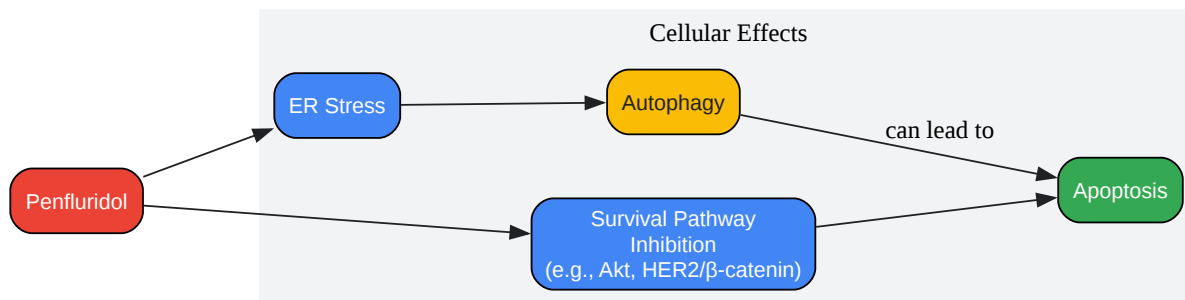 Cellular Effects
ER Stress
Autophagy
can lead to
Penfluridol
Apoptosis
Survival Pathway
Inhibition
(e.g., Akt, HER2/β-catenin)